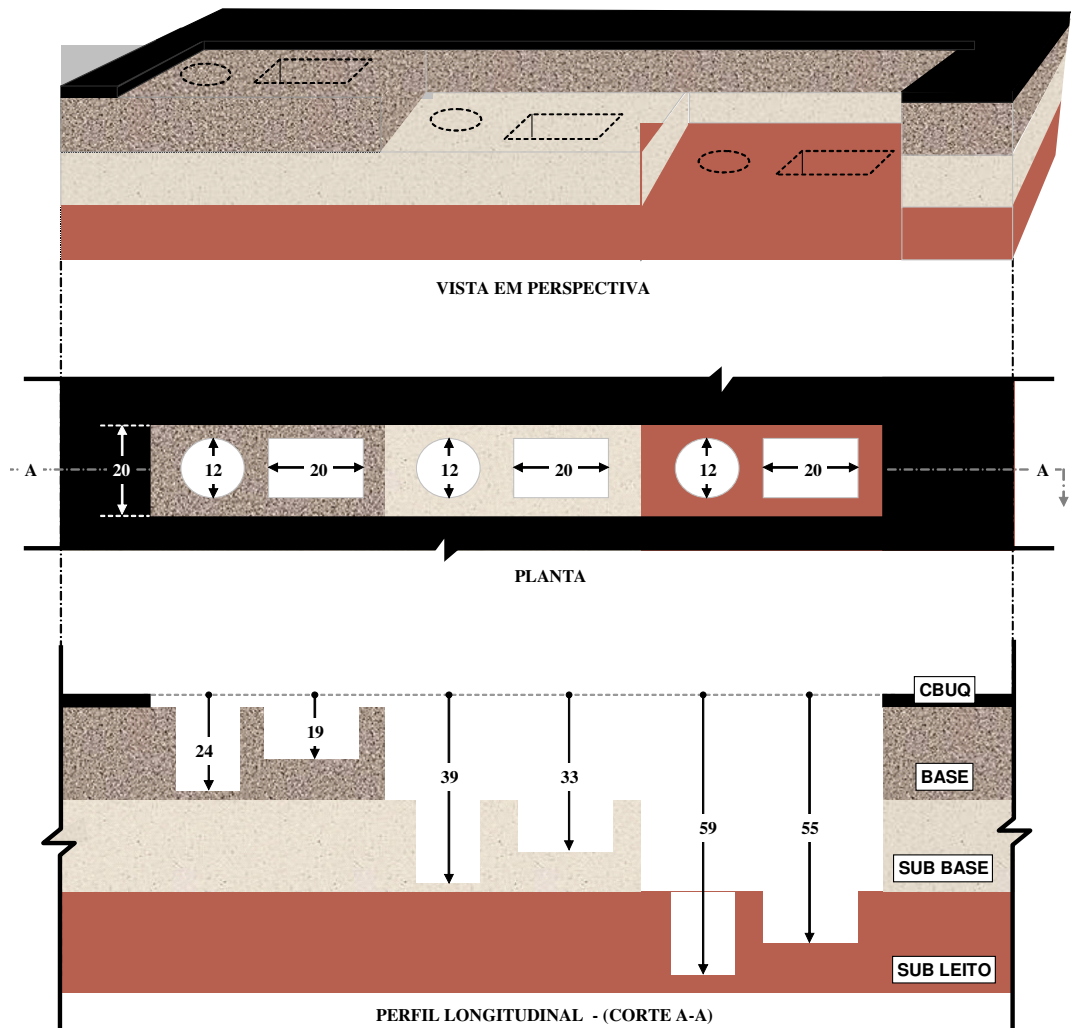 VISTA EM PERSPECTIVA
A 20 12 20 12 20 12 20 A
PLANTA
CBUQ
24 19
39 33 BASE
59 55
SUB BASE
SUB LEITO
PERFIL LONGITUDINAL - (CORTE A-A)